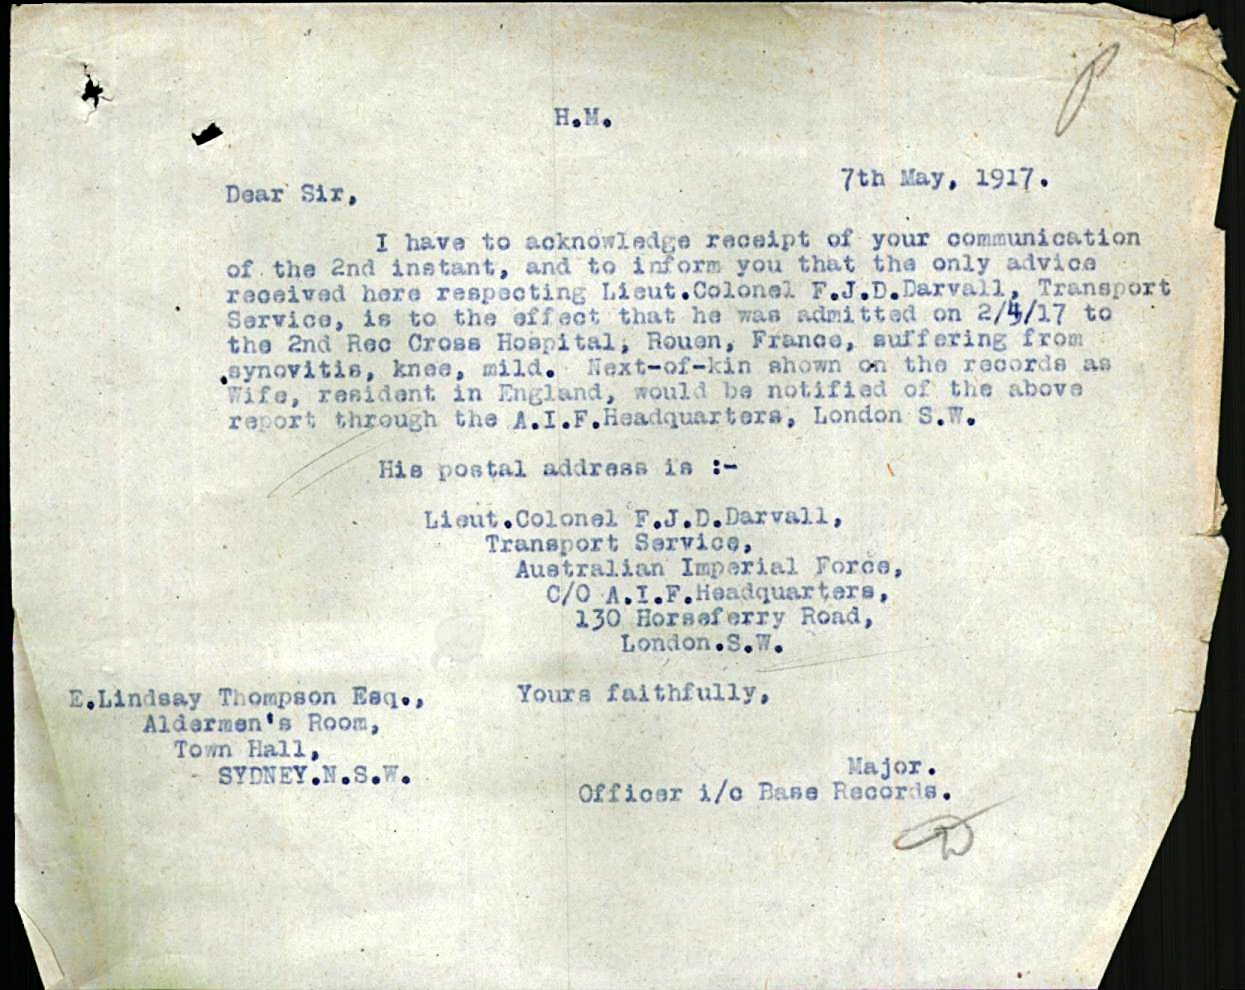 H.M.
7th May, 1917.
Dear Sir,
I have to acknowledge receipt of your communication
of the 2nd instant, and to inform you that the only advice
received here respecting Lieut.Colonel F.J.D.Darvall, Transport
Service, is to the effect that he was admitted on 2/4/17 to
the 2nd Rec Cross Hospital, Rouen, France, suffering from
synovitis, knee, mild. Next-of-kin shown on the records as
Wife, resident in England, would be notified of the above
report through the A.I.F.Headquarters, London S.W.
His postal address is :-
Lieut.Colonel F.J.D.Darvall,
Transport Service,
Australian Imperial Force,
C/O A.I.F.Headquarters,
130 Horseferry Road,
London.S.W.
Yours faithfully,
E.Lindsay Thompson Esq.,
Aldermen's Room,
Town Hall,
SYDNEY.N.S.W.
Major.
Officer i/c Base Records.